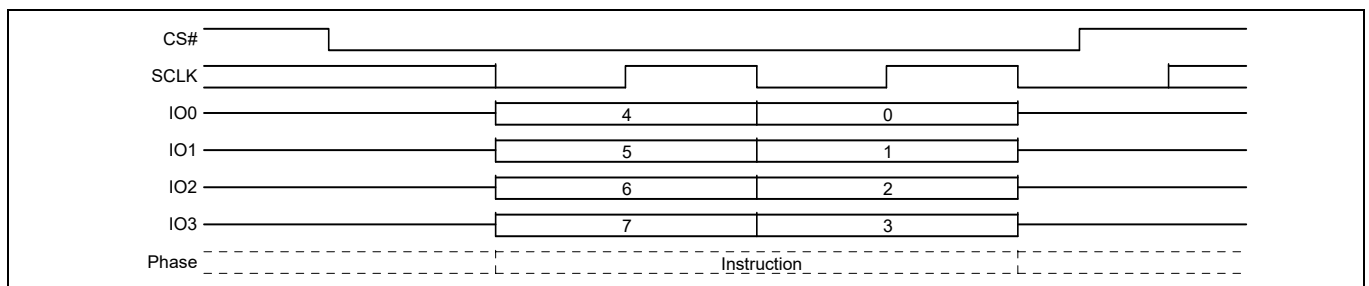 CS#
SCLK
IO0 4 0
IO1 5 1
IO2 6 2
IO3 7 3
Phase Instruction